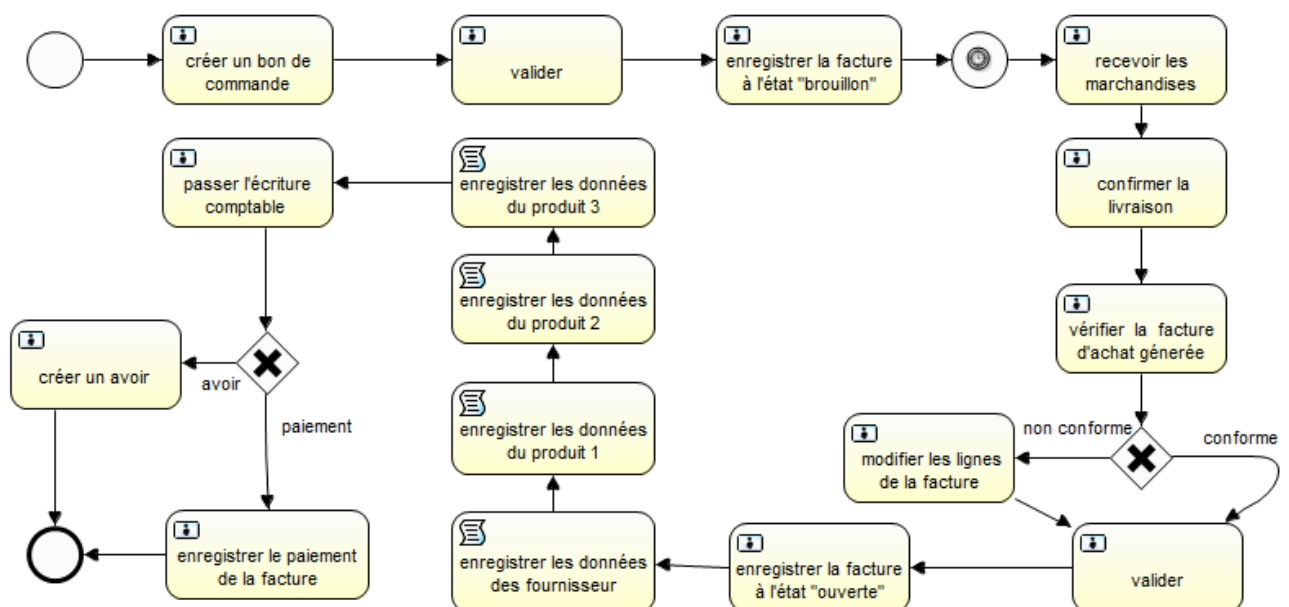 créer un bon de
commande
valider
enregistrer la facture
à l'état "brouillon"
recevoir les
marchandises
passer l'écriture
comptable
enregistrer les données
du produit 3
confirmer la
livraison
enregistrer les données
du produit 2
vérifier la facture
d'achat génerée
créer un avoir
avoir
paiement
enregistrer les données
du produit 1
non conforme
conforme
modifier les lignes
de la facture
enregistrer le paiement
de la facture
enregistrer les données
des fournisseur
enregistrer la facture
à l'état "ouverte"
valider